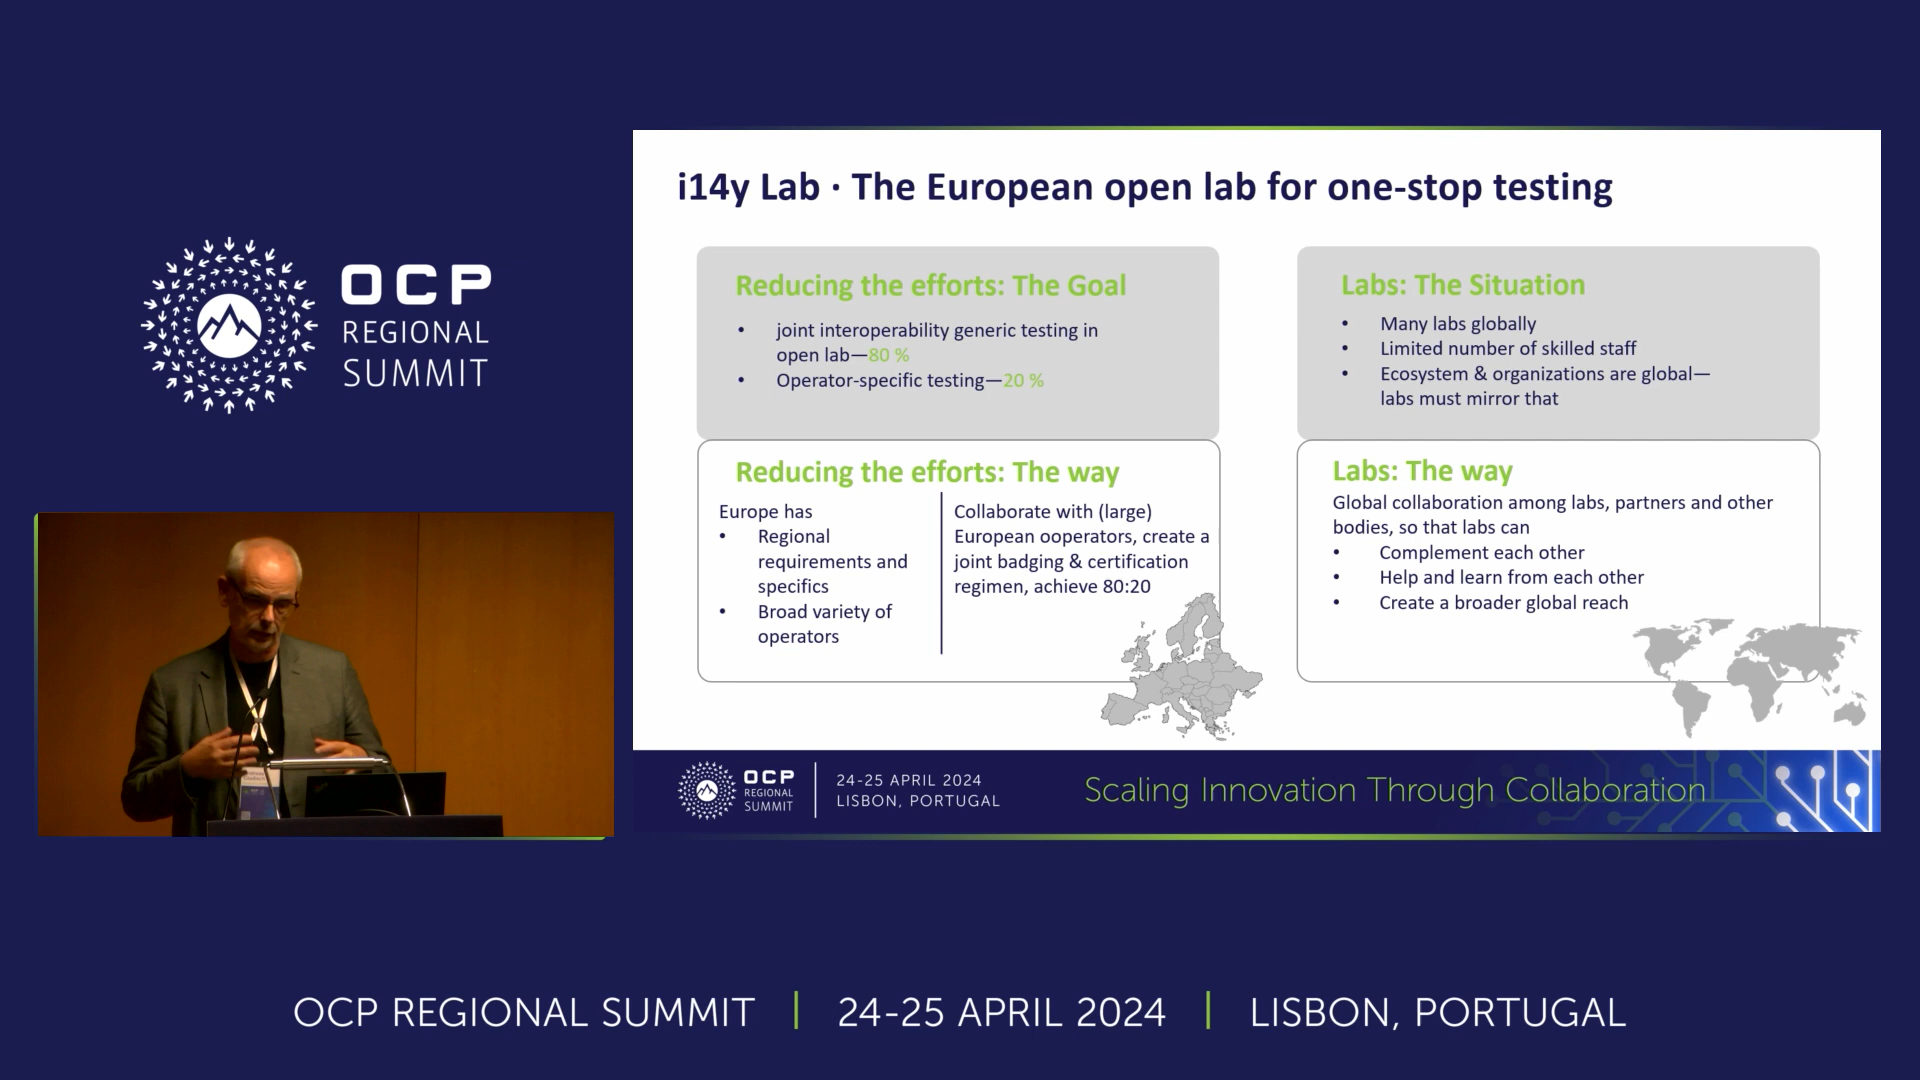 OCP
REGIONAL
SUMMIT
i14y Lab · The European open lab for one-stop testing
Reducing the efforts: The Goal
• joint interoperability generic testing in
open lab—80 %
• Operator-specific testing—20 %
Reducing the efforts: The way
Europe has
• Regional
requirements and
specifics
• Broad variety of
operators
Collaborate with (large)
European ooperators, create a
joint badging & certification
regimen, achieve 80:20
Labs: The Situation
• Many labs globally
• Limited number of skilled staff
• Ecosystem & organizations are global—
labs must mirror that
Labs: The way
Global collaboration among labs, partners and other
bodies, so that labs can
• Complement each other
• Help and learn from each other
• Create a broader global reach
OCP
REGIONAL
SUMMIT
24-25 APRIL 2024
LISBON, PORTUGAL
Scaling Innovation Through Collaboration
OCP REGIONAL SUMMIT | 24-25 APRIL 2024 | LISBON, PORTUGAL